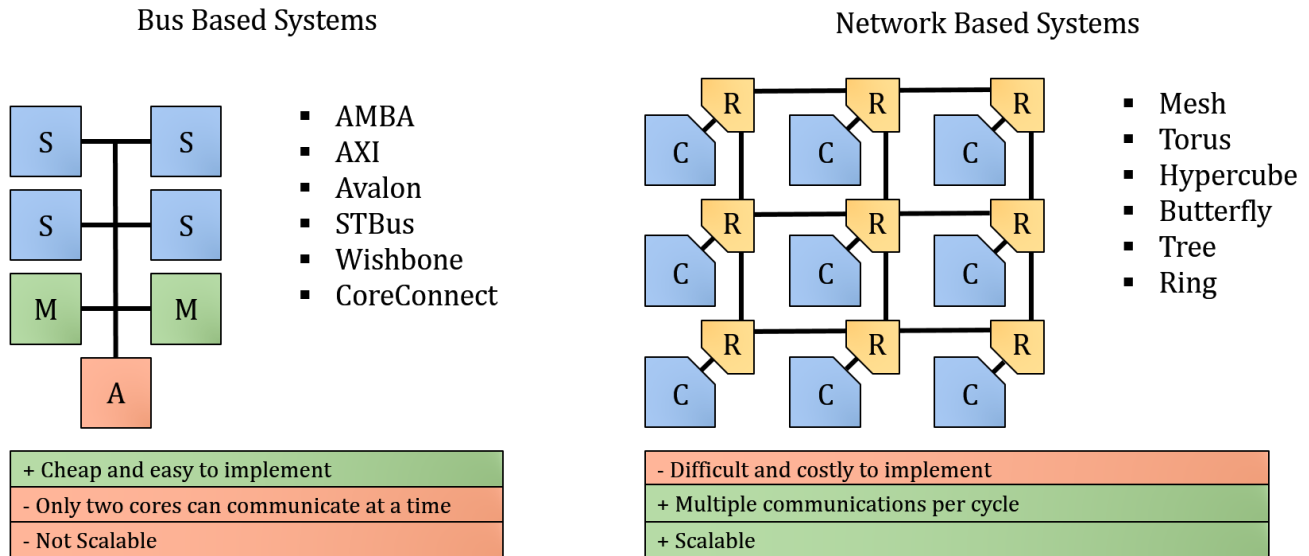 Bus Based Systems
S
S
S
S
M
M
A
▪ AMBA
▪ AXI
▪ Avalon
▪ STBus
▪ Wishbone
▪ CoreConnect
+ Cheap and easy to implement
- Only two cores can communicate at a time
- Not Scalable
Network Based Systems
R
R
R
C
C
C
R
R
R
C
C
C
R
R
R
C
C
C
▪ Mesh
▪ Torus
▪ Hypercube
▪ Butterfly
▪ Tree
▪ Ring
- Difficult and costly to implement
+ Multiple communications per cycle
+ Scalable